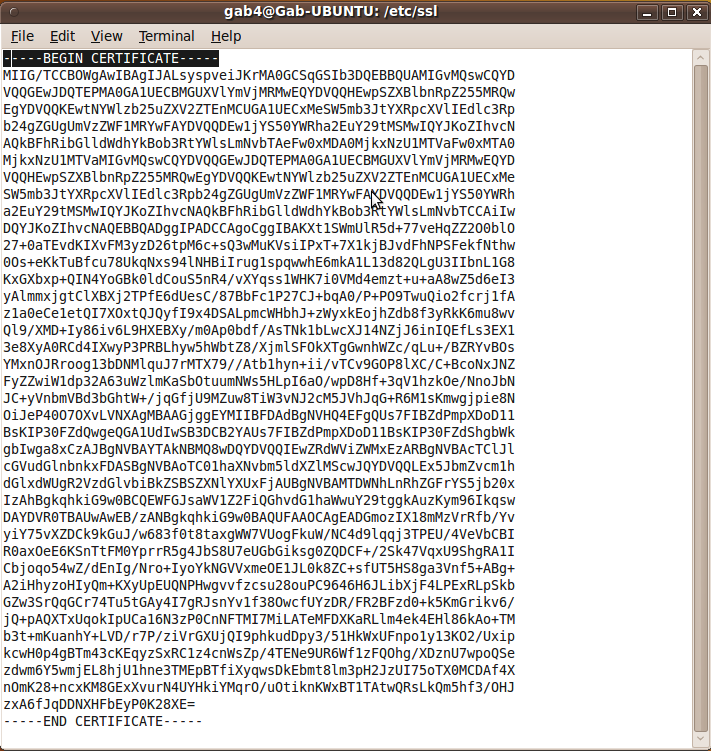 gab4@Gab-UBUNTU: /etc/ssl
File Edit View Terminal Help
-----BEGIN CERTIFICATE-----
MIIG/TCCBOWgAwIBAgIJALsyspveiJKrMA0GCSqGSIb3DQEBBQUAMIGvMQswCQYD
VQQGEwJDQTEPMA0GA1UECBMGUXVlYmVjMRMwEQYDVQQHEwpSZXBlbnRpZ255MRQw
EgYDVQQKEwtNYWlzb25uZXV2ZTEnMCUGA1UECxMeSW5mb3JtYXRpcXVlIEdlc3Rp
b24gZGUgUmVzZWF1MRYwFAYDVQQDEw1jYS50YWRha2EuY29tMSMwIQYJKoZIhvcN
AQkBFhRibGlldWdhYkBob3RtYWlsLmNvbTAeFw0xMDA0MjkxNzU1MTVaFw0xMTA0
MjkxNzU1MTVaMIGvMQswCQYDVQQGEwJDQTEPMA0GA1UECBMGUXVlYmVjMRMwEQYD
VQQHEwpSZXBlbnRpZ255MRQwEgYDVQQKEwtNYWlzb25uZXV2ZTEnMCUGA1UECxMe
SW5mb3JtYXRpcXVlIEdlc3Rpb24gZGUgUmVzZWF1MRYwFAYDVQQDEw1jYS50YWRh
a2EuY29tMSMwIQYJKoZIhvcNAQkBFhRibGlldWdhYkBob3RtYWlsLmNvbTCCAiIw
DQYJKoZIhvcNAQEBBQADggIPADCCAgoCggIBAKXt1SWmUlR5d+77veHqZZ2O0blO
27+0aTEvdKIXvFM3yzD26tpM6c+sQ3wMuKVsiIPxT+7X1kjBJvdFhNPSFekfNthw
0Os+eKkTuBfcu78UkqNxs94lNHBiIrug1spqwwhE6mkA1L13d82QLgU3IIbnL1G8
KxGXbxp+QIN4YoGBk0ldCouS5nR4/vXYqss1WHK7i0VMd4emzt+u+aA8wZ5d6eI3
yAlmmxjgtClXBXj2TPfE6dUesC/87BbFc1P27CJ+bqA0/P+PO9TwuQio2fcrj1fA
z1a0eCe1etQI7XOxtQJQyfI9x4DSALpmcWHbhJ+zWyxkEojhZdb8f3yRkK6mu8wv
Ql9/XMD+Iy86iv6L9HXEBXy/m0Ap0bdf/AsTNk1bLwcXJ14NZjJ6inIQEfLs3EX1
3e8XyA0RCd4IXwyP3PRBLhyw5hWbtZ8/XjmlSFOkXTgGwnhWZc/qLu+/BZRYvBOs
YMxnOJRroog13bDNMlquJ7rMTX79//Atb1hyn+ii/vTCv9GOP8lXC/C+BcoNxJNZ
FyZZwiW1dp32A63uWzlmKaSbOtuumNWs5HLpI6aO/wpD8Hf+3qV1hzkOe/NnoJbN
JC+yVnbmVBd3bGhtW+/jqGfjU9MZuw8TiW3vNJ2cM5JVhJqG+R6M1sKmwgjpie8N
OiJeP40O7OXvLVNXAgMBAAGjggEYMIIBFDAdBgNVHQ4EFgQUs7FIBZdPmpXDoD11
BsKIP30FZdQwgeQGA1UdIwSB3DCB2YAUs7FIBZdPmpXDoD11BsKIP30FZdShgbWk
gbIwga8xCzAJBgNVBAYTAkNBMQ8wDQYDVQQIEwZRdWViZWMxEzARBgNVBAcTClJl
cGVudGlnbnkxFDASBgNVBAoTC01haXNvbm5ldXZlMScwJQYDVQQLEx5JbmZvcm1h
dGlxdWUgR2VzdGlvbiBkZSBSZXNlYXUxFjAUBgNVBAMTDWNhLnRhZGFrYS5jb20x
IzAhBgkqhkiG9w0BCQEWFGJsaWV1Z2FiQGhvdG1haWwuY29tggkAuzKym96Ikqsw
DAYDVR0TBAUwAwEB/zANBgkqhkiG9w0BAQUFAAOCAgEADGmozIX18mMzVrRfb/Yv
yiY75vXZDCk9kGuJ/w683f0t8taxgWW7VUogFkuW/NC4d9lqqj3TPEU/4VeVbCBI
R0axOeE6KSnTtFM0YprrR5g4JbS8U7eUGbGiksg0ZQDCF+/2Sk47VqxU9ShgRA1I
Cbjoqo54wZ/dEnIg/Nro+IyoYkNGVVxmeOE1JL0k8ZC+sfUT5HS8ga3Vnf5+ABg+
A2iHhyzoHIyQm+KXyUpEUQNPHwgvvfzcsu28ouPC9646H6JLibXjF4LPExRLpSkb
GZw3SrQqGCr74Tu5tGAy4I7gRJsnYv1f38OwcfUYzDR/FR2BFzd0+k5KmGrikv6/
jQ+pAQXTxUqokIpUCa16N3zP0CnNFTMI7MiLATeMFDXKaRLlm4ek4EHl86kAo+TM
b3t+mKuanhY+LVD/r7P/ziVrGXUjQI9phkudDpy3/51HkWxUFnpo1y13KO2/Uxip
kcwH0p4gBTm43cKEqyzSxRC1z4cnWsZp/4TENe9UR6Wf1zFQOhg/XDznU7wpoQSe
zdwm6Y5wmjEL8hjU1hne3TMEpBTfiXyqwsDkEbmt8lm3pH2JzUI75oTX0MCDAf4X
nOmK28+ncxKM8GExXvurN4UYHkiYMqrO/uOtiknKWxBT1TAtwQRsLkQm5hf3/OHJ
zxA6fJqDDNXHFbEyP0K28XE=
-----END CERTIFICATE-----